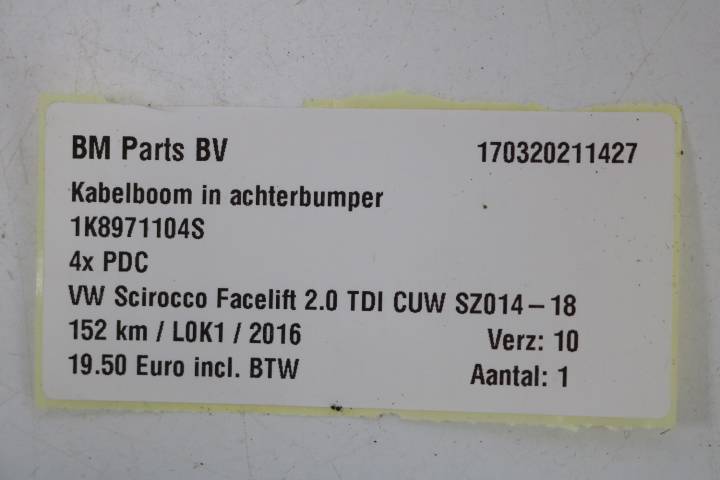 BM Parts BV 170320211427
Kabelboom in achterbumper
1K8971104S
4x PDC
VW Scirocco Facelift 2.0 TDI CUW SZ014-18
152 km / L0K1 / 2016 Verz: 10
19.50 Euro incl. BTW Aantal: 1